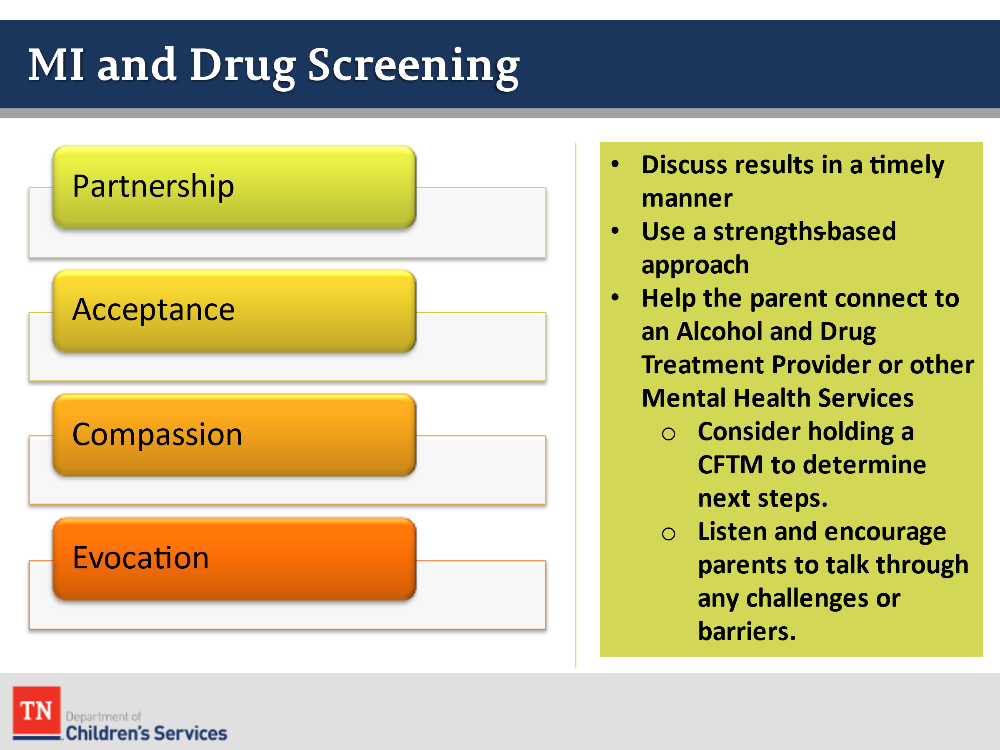 MI and Drug Screening
Partnership
Acceptance
Compassion
Evocation
• Discuss results in a timely
manner
• Use a strengths-based
approach
• Help the parent connect to
an Alcohol and Drug
Treatment Provider or other
Mental Health Services
o Consider holding a
CFTM to determine
next steps.
o Listen and encourage
parents to talk through
any challenges or
barriers.
TN
Department of
Children's Services